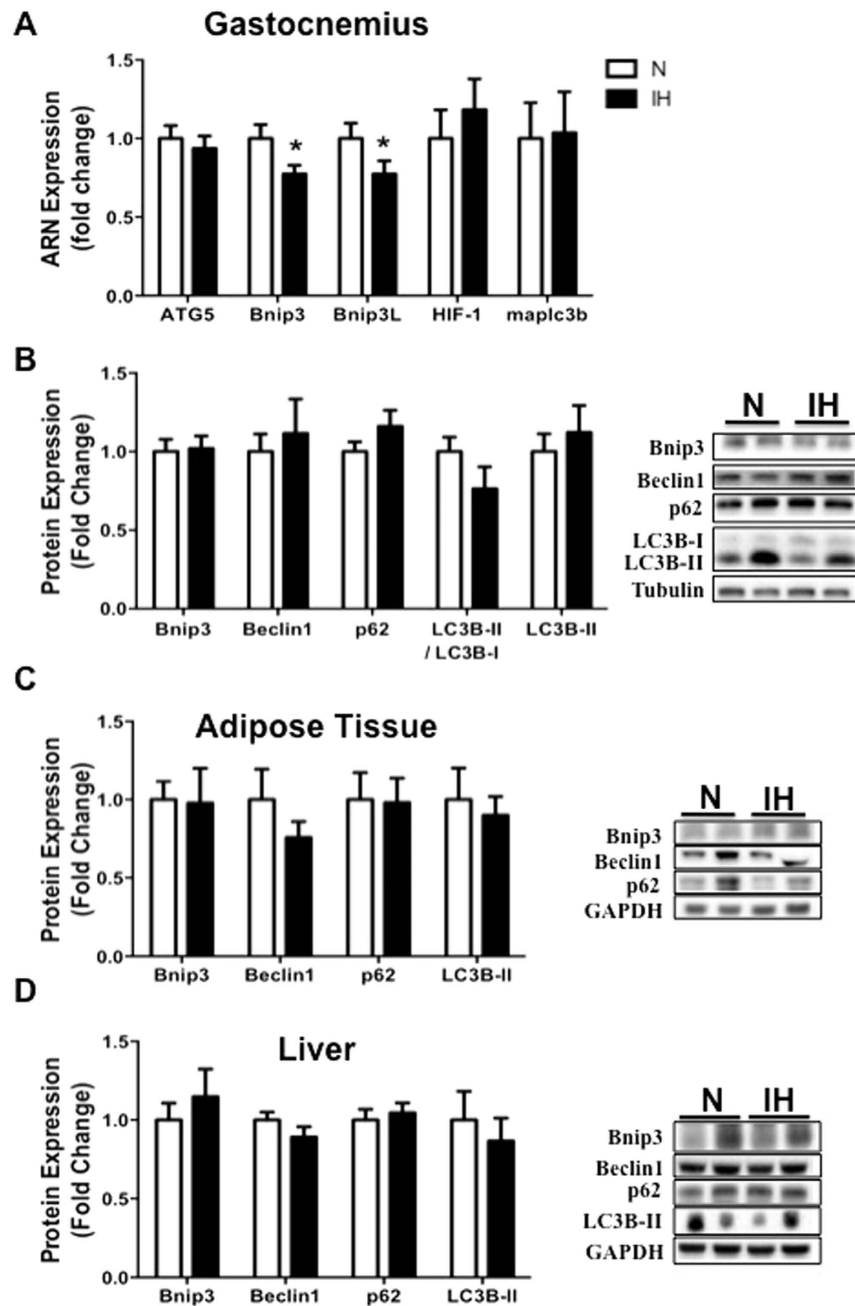 A
Gastocnemius
ARN Expression
(fold change)
1.5
1.0
0.5
0.0
ATG5 Bnip3 Bnip3L HIF-1 maplc3b
* *
N
IH
B
Protein Expression
(Fold Change)
1.5
1.0
0.5
0.0
Bnip3 Beclin1 p62 LC3B-II LC3B-II
/ LC3B-I
N IH
Bnip3
Beclin1
p62
LC3B-I
LC3B-II
Tubulin
C
Adipose Tissue
Protein Expression
(Fold Change)
1.5
1.0
0.5
0.0
Bnip3 Beclin1 p62 LC3B-II
N IH
Bnip3
Beclin1
p62
GAPDH
D
Liver
Protein Expression
(Fold Change)
1.5
1.0
0.5
0.0
Bnip3 Beclin1 p62 LC3B-II
N IH
Bnip3
Beclin1
p62
LC3B-II
GAPDH